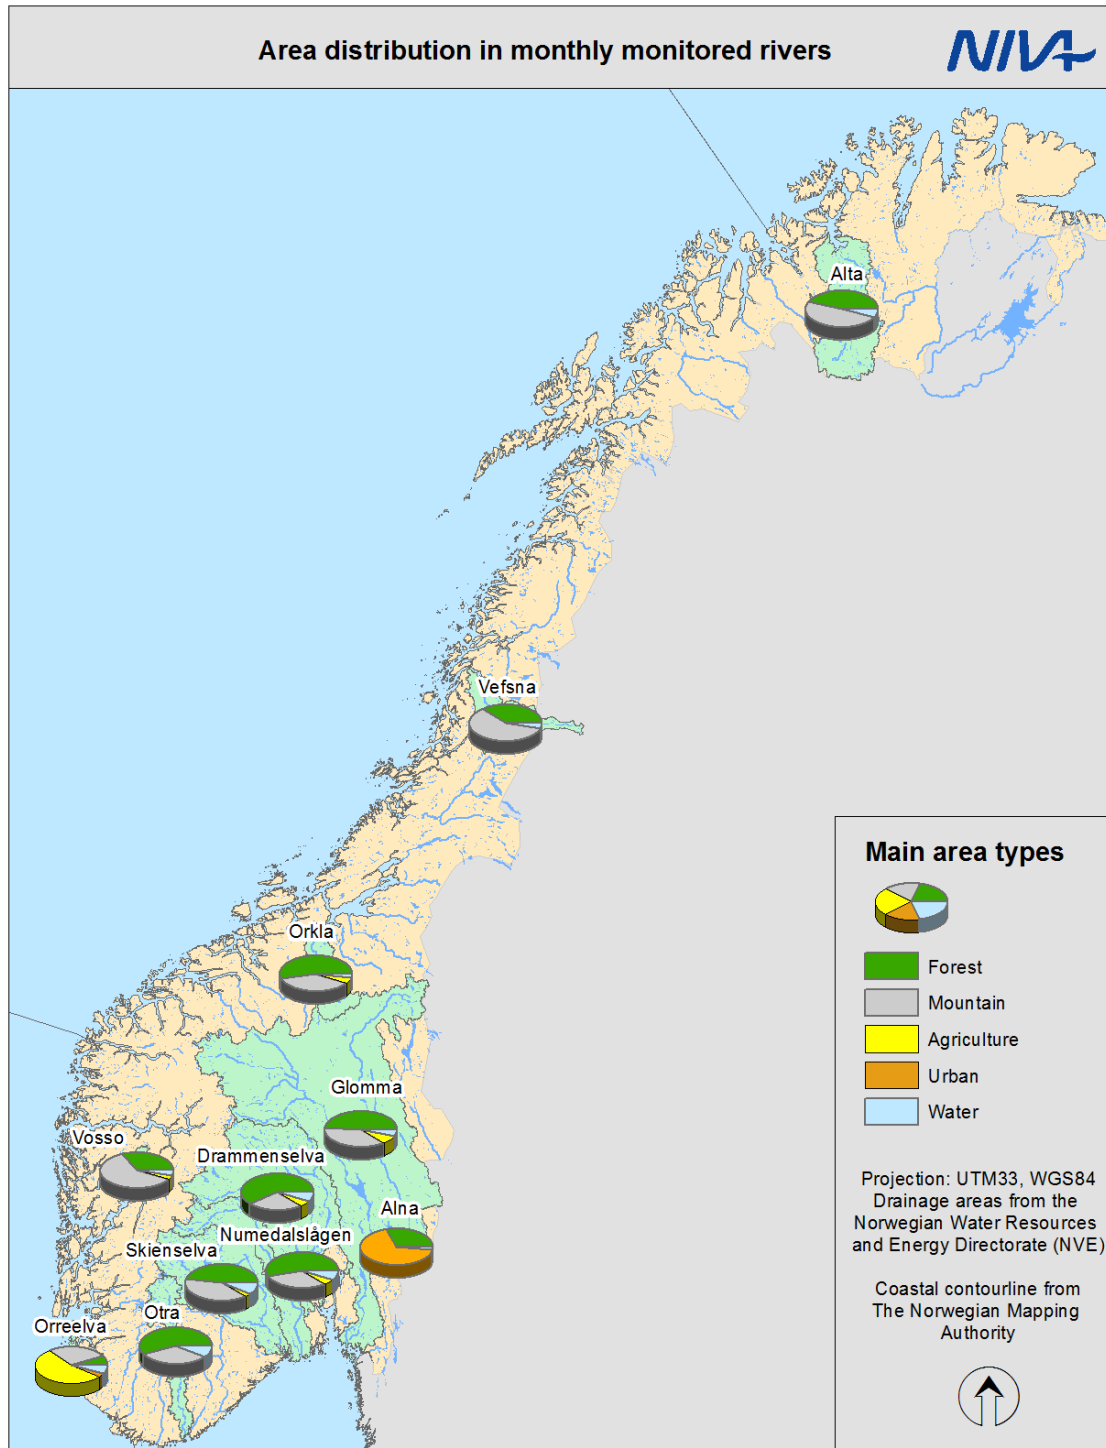 Area distribution in monthly monitored rivers
NIVA
Alta
Vefsna
Orkla
Glomma
Vosso
Drammenselva
Alna
Numedalslågen
Skienselva
Otra
Orreelva
Main area types
Forest
Mountain
Agriculture
Urban
Water
Projection: UTM33, WGS84
Drainage areas from the
Norwegian Water Resources
and Energy Directorate (NVE)
Coastal contourline from
The Norwegian Mapping
Authority